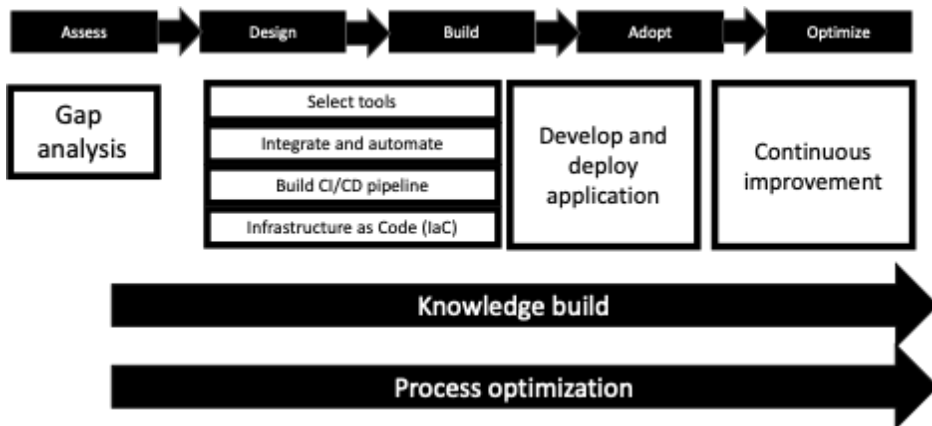 Assess
Design
Build
Adopt
Optimize
Gap
analysis
Select tools
Integrate and automate
Build CI/CD pipeline
Infrastructure as Code (IaC)
Develop and
deploy
application
Continuous
improvement
Knowledge build
Process optimization